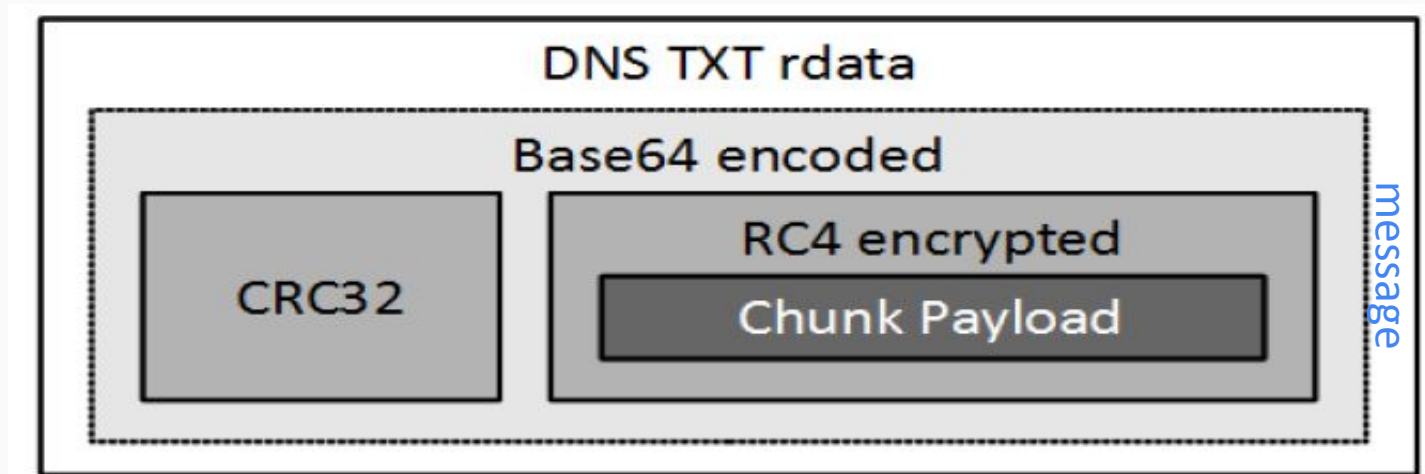 DNS TXT rdata
Base64 encoded
CRC32
RC4 encrypted
Chunk Payload
message